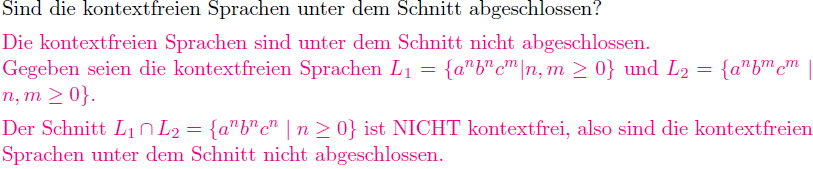 Sind die kontextfreien Sprachen unter dem Schnitt abgeschlossen?
Die kontextfreien Sprachen sind unter dem Schnitt nicht abgeschlossen.
Gegeben seien die kontextfreien Sprachen L₁ = {aⁿbⁿcᵐ|n, m ≥ 0} und L₂ = {aⁿbᵐcᵐ |
n, m ≥ 0}.
Der Schnitt L₁ ∩ L₂ = {aⁿbⁿcⁿ | n ≥ 0} ist NICHT kontextfrei, also sind die kontextfreien
Sprachen unter dem Schnitt nicht abgeschlossen.